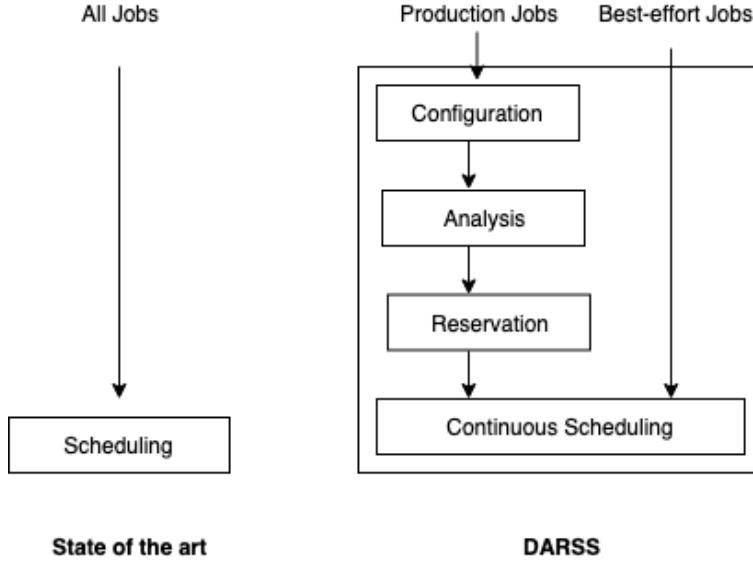 All Jobs
Production Jobs
Best-effort Jobs
Configuration
Analysis
Reservation
Continuous Scheduling
Scheduling
State of the art
DARSS